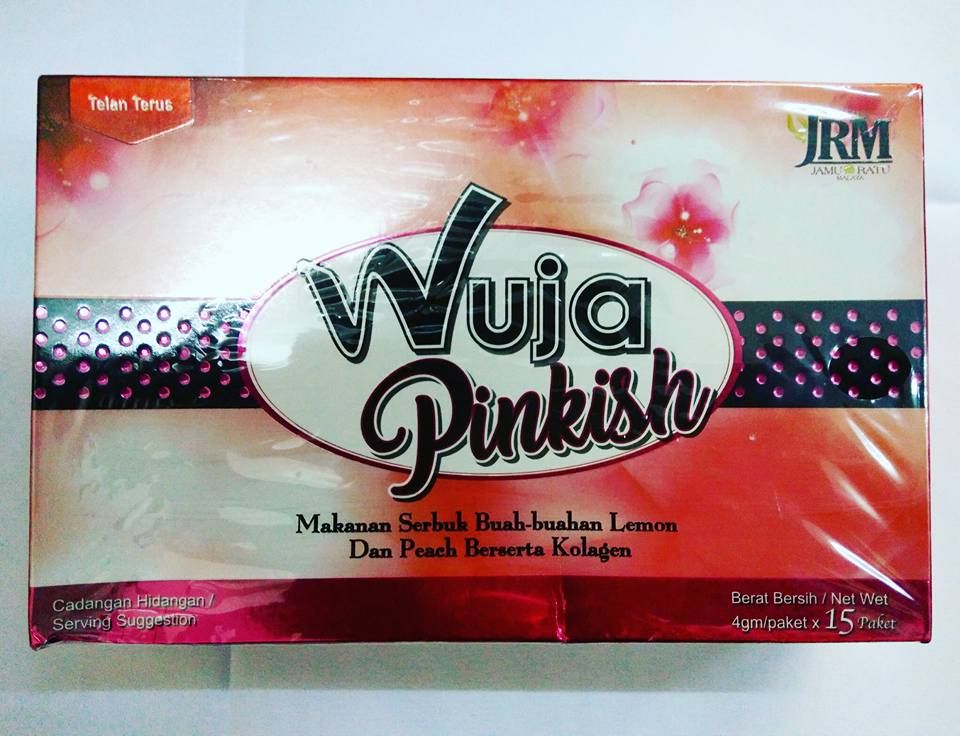 Telan Terus
JRM
JAMU RATU
MALAYA
Wuja
Pinkish
Makanan Serbuk Buah-buahan Lemon
Dan Peach Berserta Kolagen
Cadangan Hidangan /
Serving Suggestion
Berat Bersih / Net Wet
4gm/paket x 15 Paket